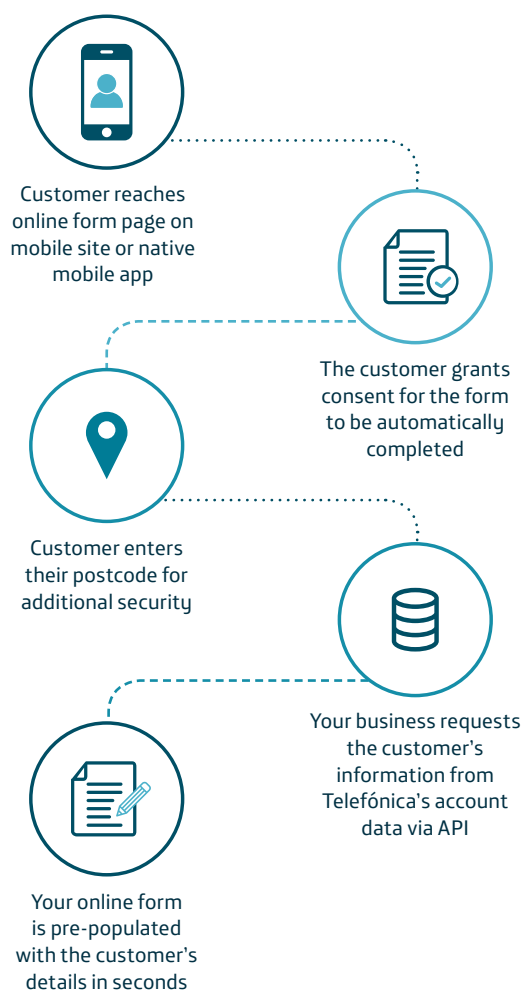 Customer reaches
online form page on
mobile site or native
mobile app
The customer grants
consent for the form
to be automatically
completed
Customer enters
their postcode for
additional security
Your business requests
the customer's
information from
Telefónica's account
data via API
Your online form
is pre-populated
with the customer's
details in seconds